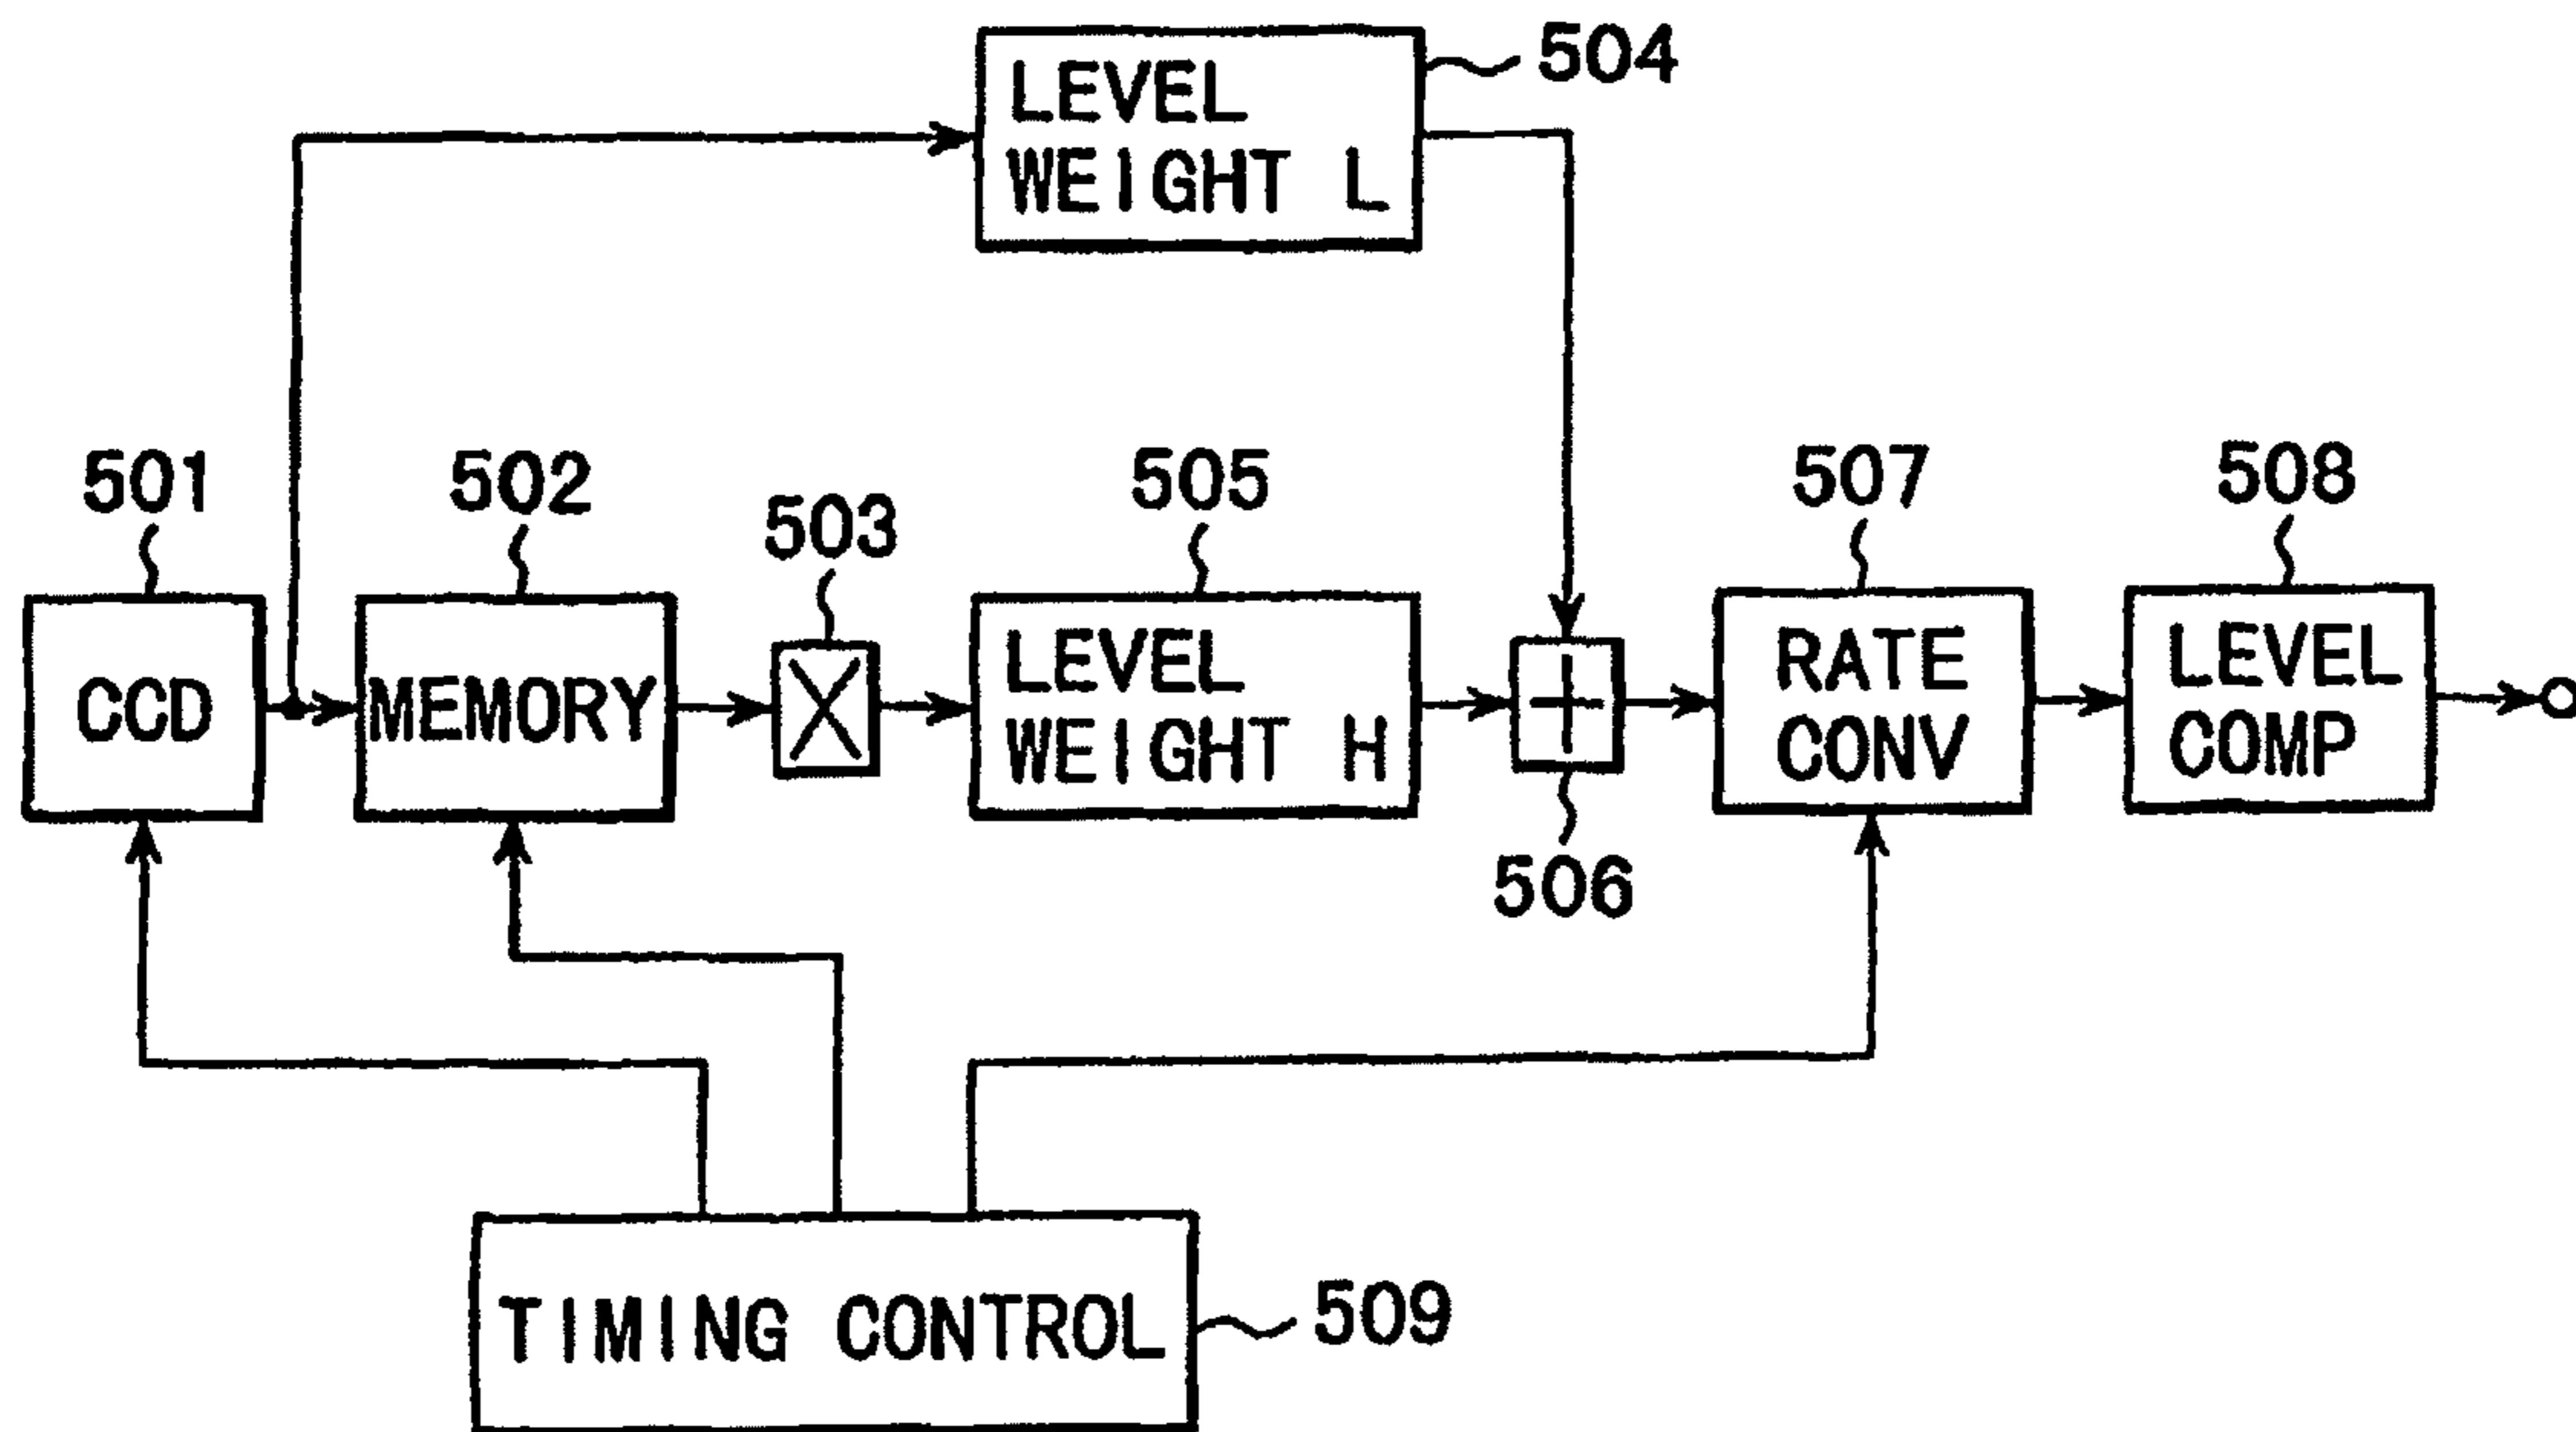 504
LEVEL
WEIGHT L
501
502
503
505
507
508
CCD
MEMORY
LEVEL
WEIGHT H
RATE
CONV
LEVEL
COMP
506
TIMING CONTROL
509